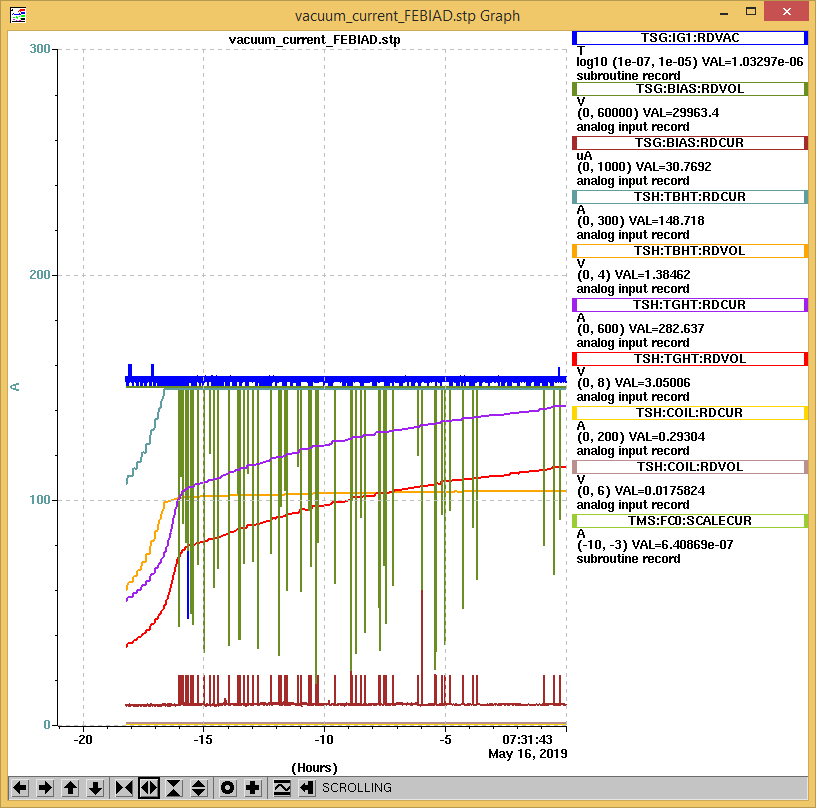 vacuum_current_FEBIAD.stp Graph
vacuum_current_FEBIAD.stp
300
200
A
100
0
-20 -15 -10 -5 07:31:43
May 16, 2019
(Hours)
TSG:IG1:RDVAC
T
log10 (1e-07, 1e-05) VAL=1.03297e-06
subroutine record
TSG:BIAS:RDVOL
V
(0, 60000) VAL=29963.4
analog input record
TSG:BIAS:RDCUR
uA
(0, 1000) VAL=30.7692
analog input record
TSH:TBHT:RDCUR
A
(0, 300) VAL=148.718
analog input record
TSH:TBHT:RDVOL
V
(0, 4) VAL=1.38462
analog input record
TSH:TGHT:RDCUR
A
(0, 600) VAL=282.637
analog input record
TSH:TGHT:RDVOL
V
(0, 8) VAL=3.05006
analog input record
TSH:COIL:RDCUR
A
(0, 200) VAL=0.29304
analog input record
TSH:COIL:RDVOL
V
(0, 6) VAL=0.0175824
analog input record
TMS:FC0:SCALECUR
A
(-10, -3) VAL=6.40869e-07
subroutine record
SCROLLING